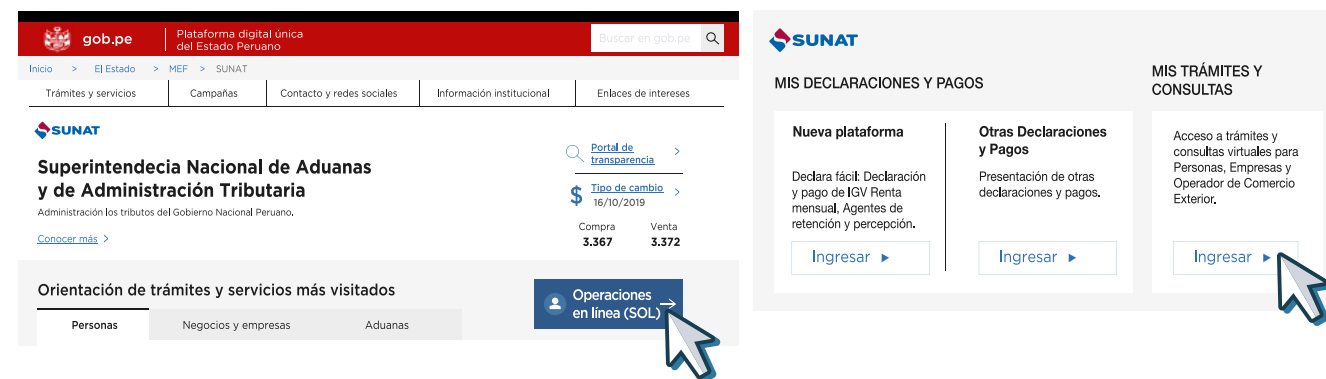 gob.pe
Plataforma digital única
del Estado Peruano
Buscar en gob.pe
Inicio > El Estado > MEF > SUNAT
Trámites y servicios
Campañas
Contacto y redes sociales
Información institucional
Enlaces de intereses
SUNAT
Superintendecia Nacional de Aduanas
y de Administración Tributaria
Administración los tributos del Gobierno Nacional Peruano.
Conocer más >
Portal de
transparencia >
$ Tipo de cambio >
16/10/2019
Compra Venta
3.367 3.372
Orientación de trámites y servicios más visitados
Operaciones
en línea (SOL)
Personas
Negocios y empresas
Aduanas
SUNAT
MIS DECLARACIONES Y PAGOS
Nueva plataforma
Declara fácil: Declaración
y pago de IGV Renta
mensual, Agentes de
retención y percepción.
Ingresar
Otras Declaraciones
y Pagos
Presentación de otras
declaraciones y pagos.
Ingresar
MIS TRÁMITES Y
CONSULTAS
Acceso a trámites y
consultas virtuales para
Personas, Empresas y
Operador de Comercio
Exterior.
Ingresar